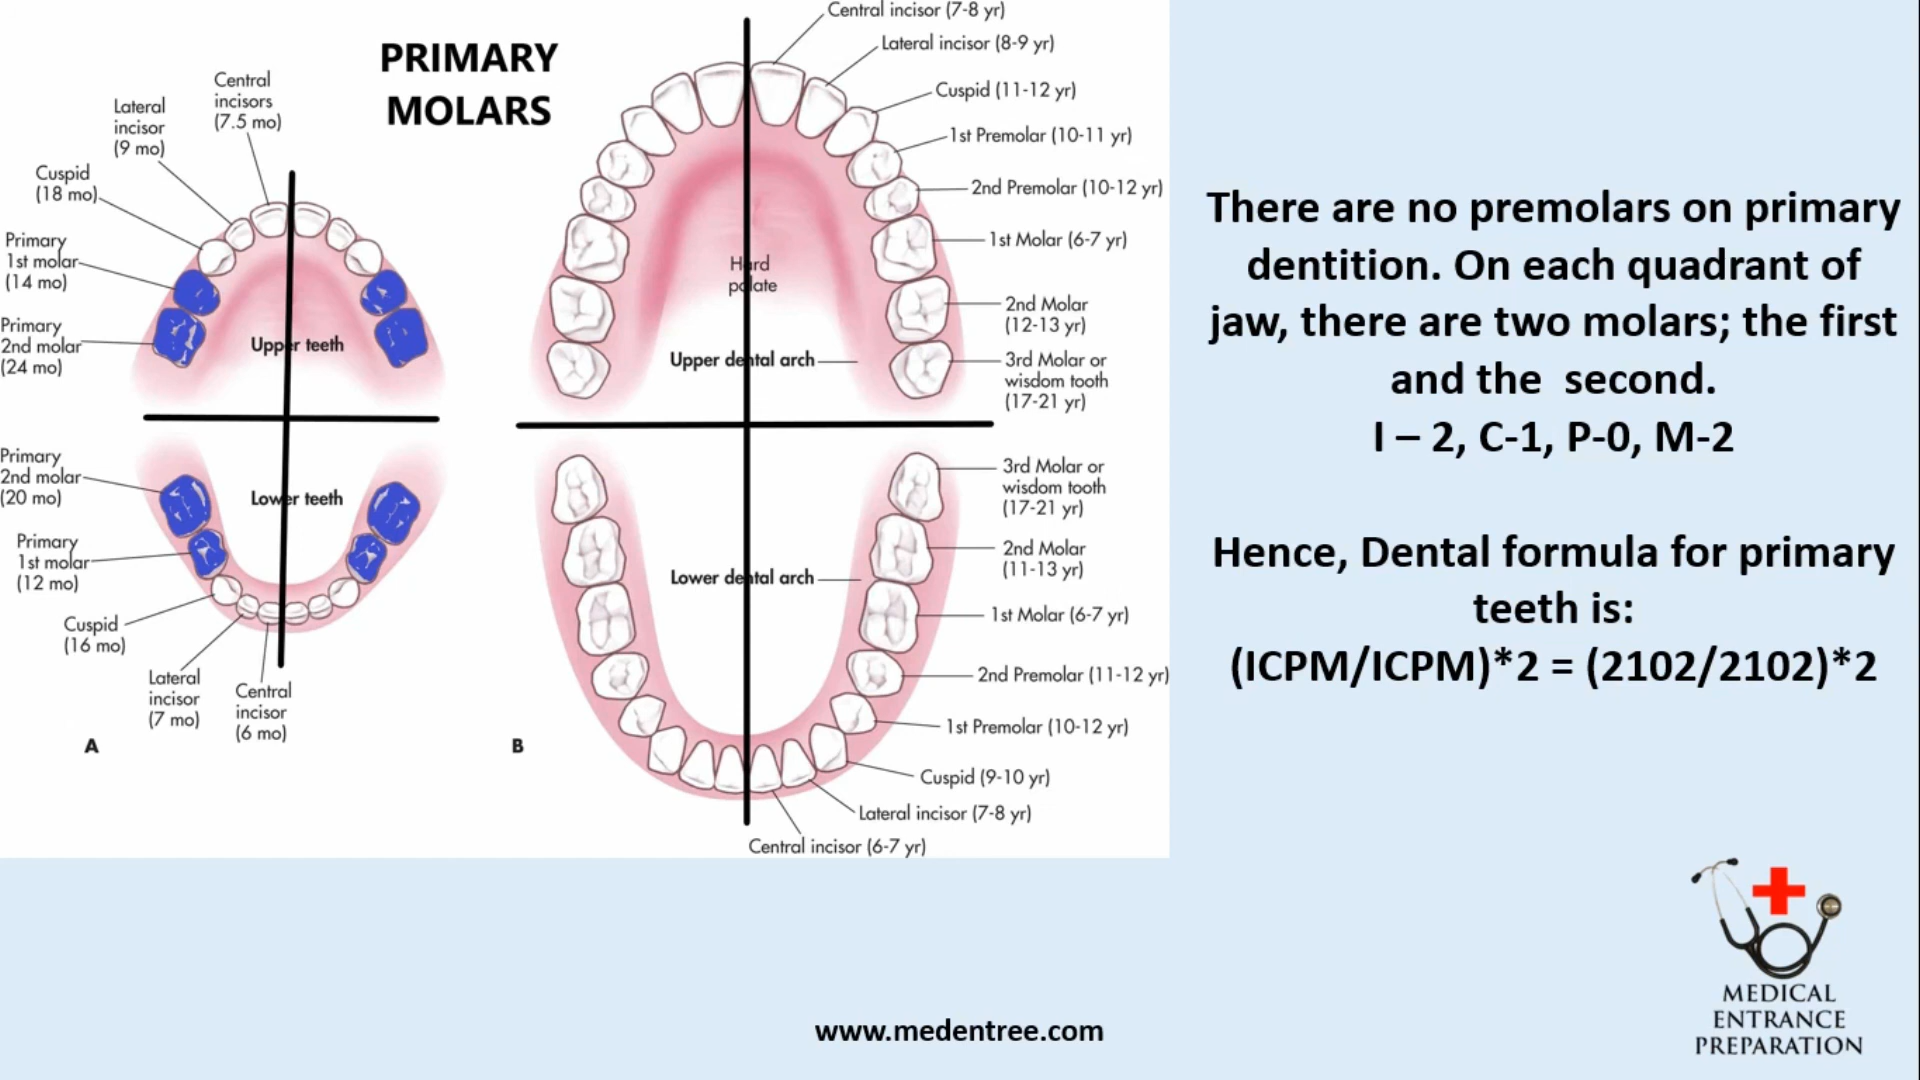 PRIMARY
MOLARS
Central
incisors
(7.5 mo)
Lateral
incisor
(9 mo)
Cuspid
(18 mo)
Primary
1st molar
(14 mo)
Primary
2nd molar
(24 mo)
Upper teeth
Primary
2nd molar
(20 mo)
Lower teeth
Primary
1st molar
(12 mo)
Cuspid
(16 mo)
Lateral
incisor
(7 mo)
Central
incisor
(6 mo)
A
Central incisor (7-8 yr)
Lateral incisor (8-9 yr)
Cuspid (11-12 yr)
1st Premolar (10-11 yr)
2nd Premolar (10-12 yr)
1st Molar (6-7 yr)
Hard
palate
2nd Molar
(12-13 yr)
Upper dental arch
3rd Molar or
wisdom tooth
(17-21 yr)
3rd Molar or
wisdom tooth
(17-21 yr)
2nd Molar
(11-13 yr)
Lower dental arch
1st Molar (6-7 yr)
2nd Premolar (11-12 yr)
1st Premolar (10-12 yr)
B
Cuspid (9-10 yr)
Lateral incisor (7-8 yr)
Central incisor (6-7 yr)
There are no premolars on primary
dentition. On each quadrant of
jaw, there are two molars; the first
and the second.
I – 2, C-1, P-0, M-2
Hence, Dental formula for primary
teeth is:
(ICPM/ICPM)*2 = (2102/2102)*2
MEDICAL
ENTRANCE
PREPARATION
www.medentree.com